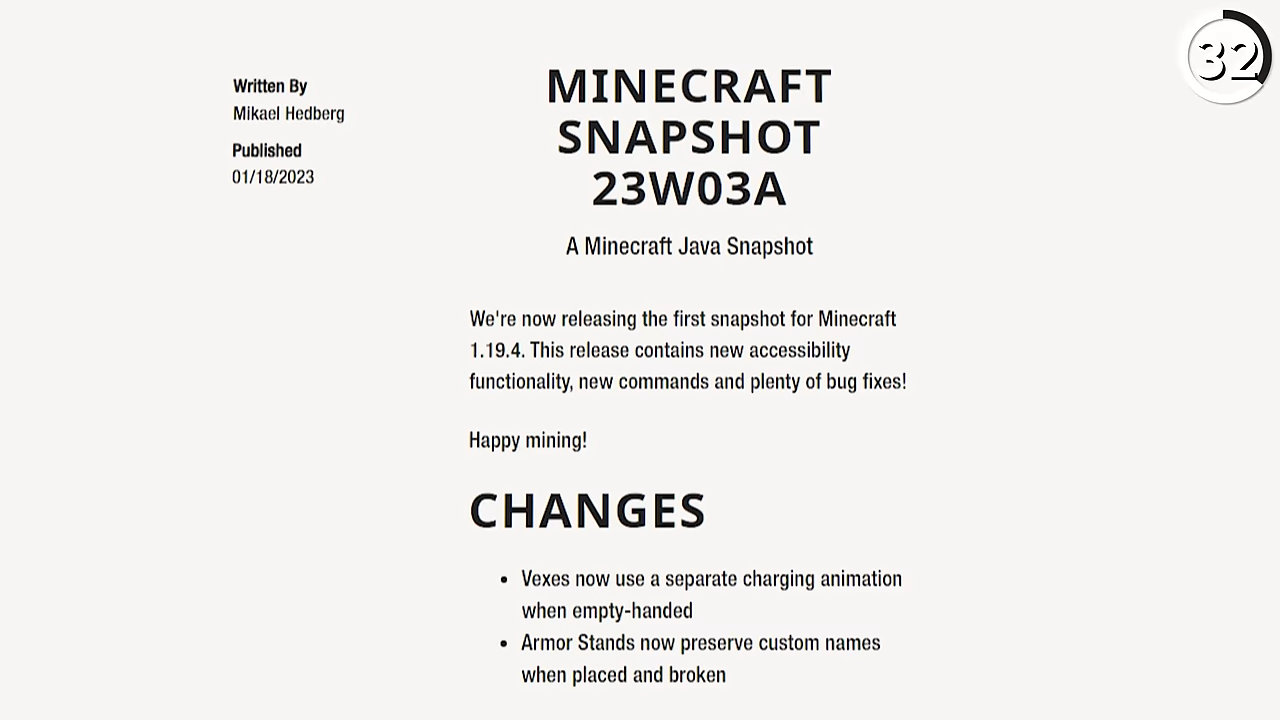 Written By
Mikael Hedberg
Published
01/18/2023
MINECRAFT
SNAPSHOT
23W03A
A Minecraft Java Snapshot
We're now releasing the first snapshot for Minecraft
1.19.4. This release contains new accessibility
functionality, new commands and plenty of bug fixes!
Happy mining!
CHANGES
• Vexes now use a separate charging animation
when empty-handed
• Armor Stands now preserve custom names
when placed and broken
32